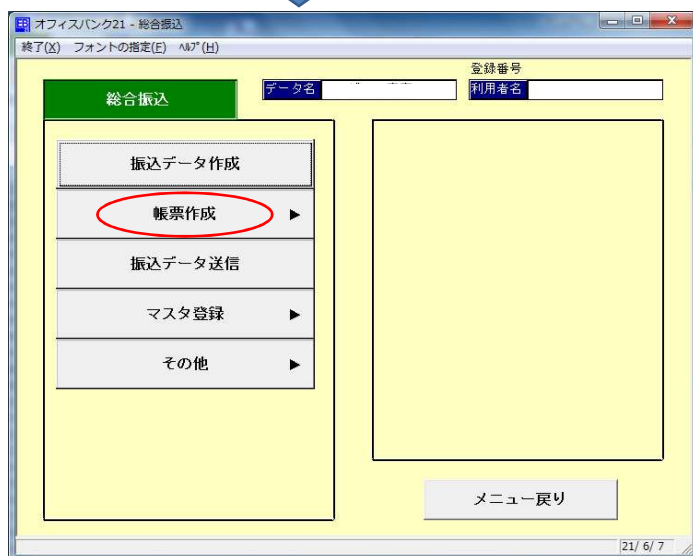 オフィスバンク21 - 総合振込
終了(X) フォントの指定(F) ﾍﾙﾌﾟ(H)
総合振込
データ名
登録番号
利用者名
振込データ作成
帳票作成 ▶
振込データ送信
マスタ登録 ▶
その他 ▶
メニュー戻り
21/ 6/ 7